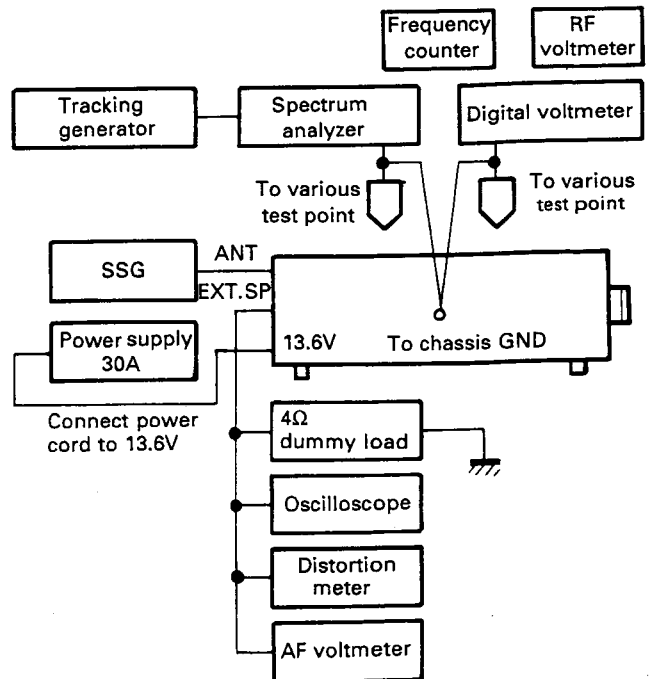 Frequency
counter
RF
voltmeter
Tracking
generator
Spectrum
analyzer
Digital voltmeter
To various
test point
To various
test point
SSG
ANT
EXT.SP
Power supply
30A
13.6V
To chassis GND
Connect power
cord to 13.6V
4Ω
dummy load
Oscilloscope
Distortion
meter
AF voltmeter